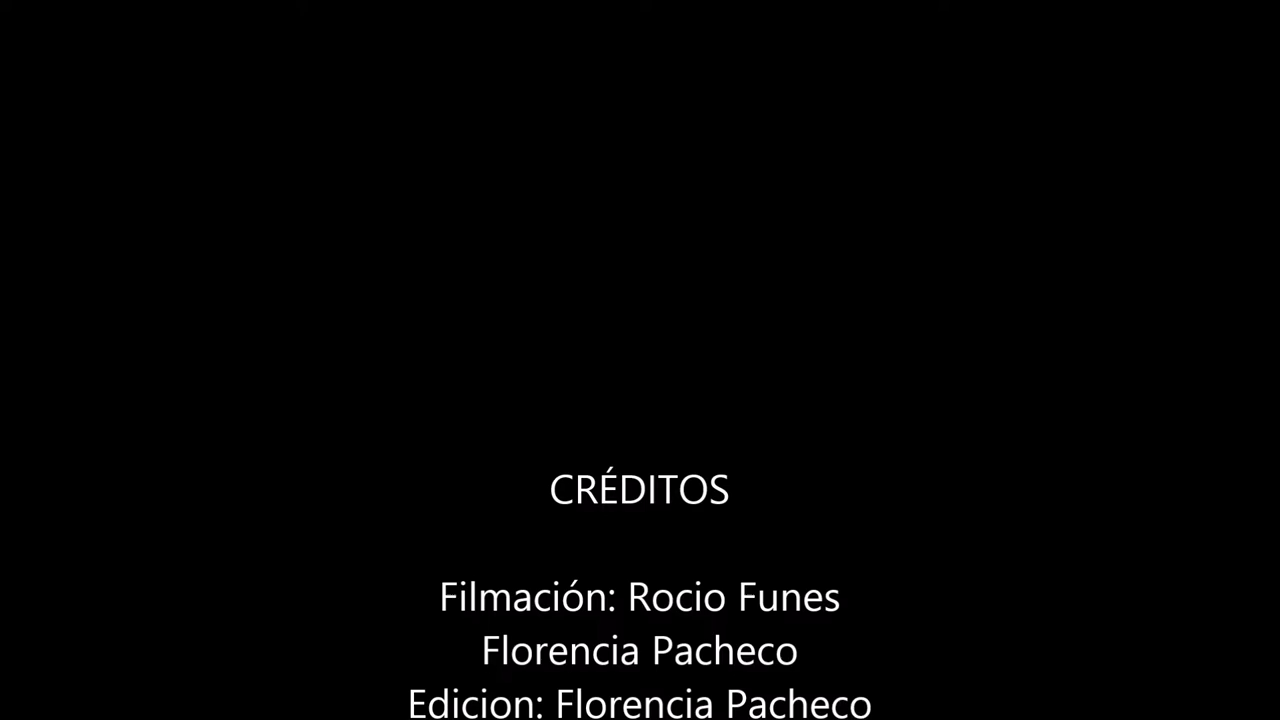 CRÉDITOS
Filmación: Rocio Funes
Florencia Pacheco
Edicion: Florencia Pacheco